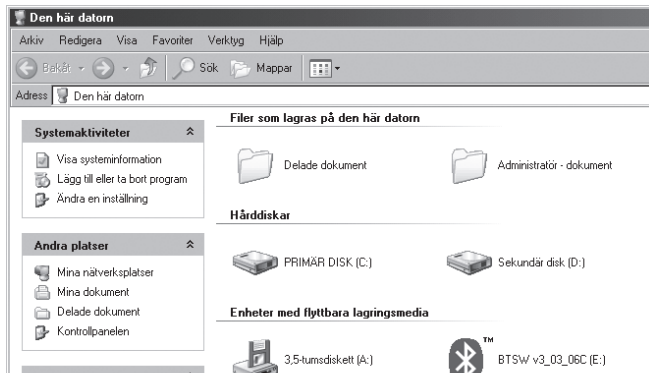 Den här datorn
Arkiv Redigera Visa Favoriter Verktyg Hjälp
Bakåt Sök Mappar
Adress Den här datorn
Systemaktiviteter
Visa systeminformation
Lägg till eller ta bort program
Ändra en inställning
Andra platser
Mina nätverksplatser
Mina dokument
Delade dokument
Kontrollpanelen
Filer som lagras på den här datorn
Delade dokument Administratör - dokument
Hårddiskar
PRIMÄR DISK (C:) Sekundär disk (D:)
Enheter med flyttbara lagringsmedia
3,5-tumsdiskett (A:) TM BTSW v3_03_06C (E:)